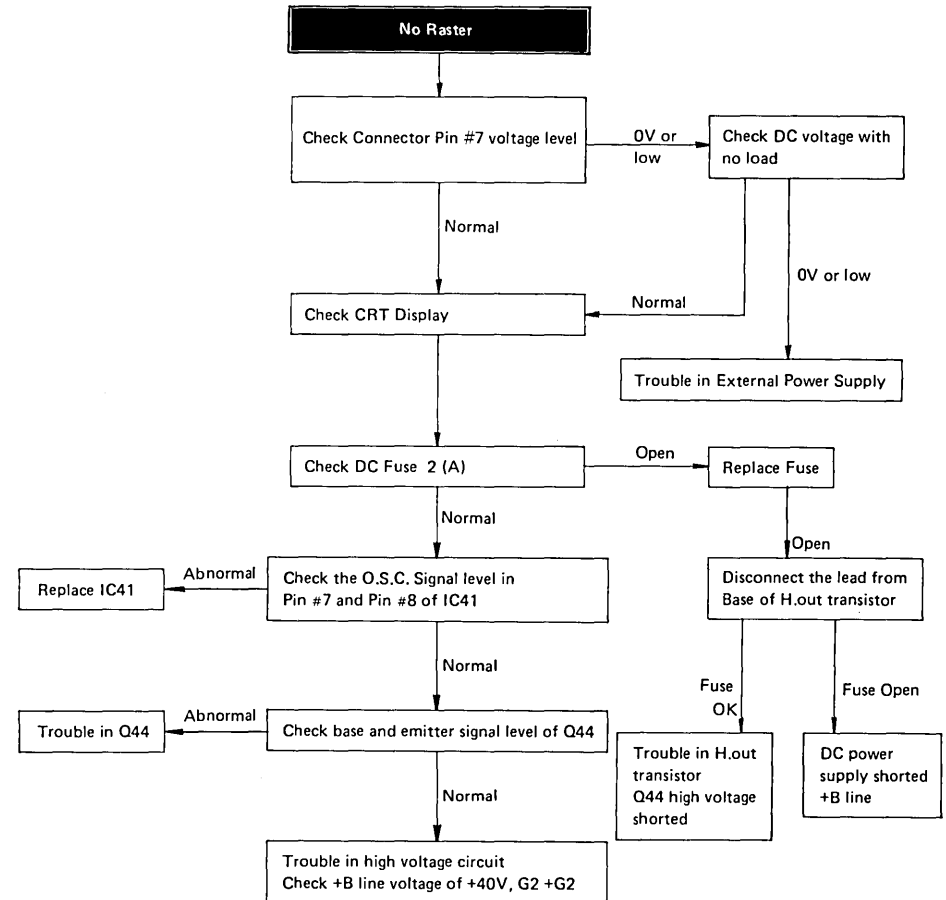 No Raster
Check Connector Pin #7 voltage level
0V or
low
Check DC voltage with
no load
Normal
0V or low
Normal
Check CRT Display
Trouble in External Power Supply
Check DC Fuse 2 (A)
Open
Replace Fuse
Normal
Open
Replace IC41
Abnormal
Check the O.S.C. Signal level in
Pin #7 and Pin #8 of IC41
Disconnect the lead from
Base of H.out transistor
Normal
Fuse
OK
Fuse Open
Trouble in Q44
Abnormal
Check base and emitter signal level of Q44
Trouble in H.out
transistor
Q44 high voltage
shorted
DC power
supply shorted
+B line
Normal
Trouble in high voltage circuit
Check +B line voltage of +40V, G2 +G2